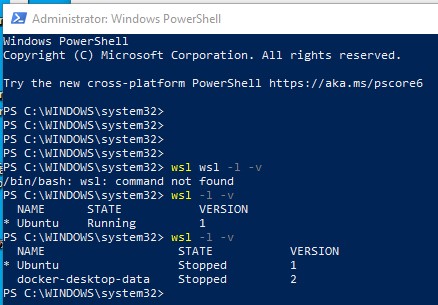 Administrator: Windows PowerShell
Windows PowerShell
Copyright (C) Microsoft Corporation. All rights reserved.
Try the new cross-platform PowerShell https://aka.ms/pscore6
PS C:\WINDOWS\system32>
PS C:\WINDOWS\system32>
PS C:\WINDOWS\system32>
PS C:\WINDOWS\system32> wsl wsl -l -v
/bin/bash: wsl: command not found
PS C:\WINDOWS\system32> wsl -l -v
NAME STATE VERSION
* Ubuntu Running 1
PS C:\WINDOWS\system32> wsl -l -v
NAME STATE VERSION
* Ubuntu Stopped 1
docker-desktop-data Stopped 2
PS C:\WINDOWS\system32>